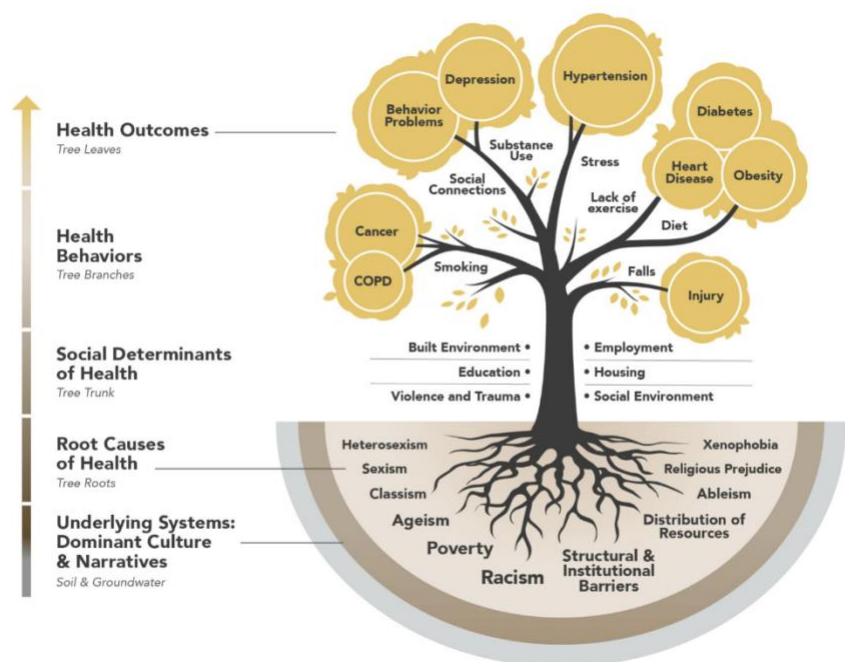 Health Outcomes
Tree Leaves
Health
Behaviors
Tree Branches
Social Determinants
of Health
Tree Trunk
Root Causes
of Health
Tree Roots
Underlying Systems:
Dominant Culture
& Narratives
Soil & Groundwater
Behavior
Problems
Depression
Hypertension
Diabetes
Heart
Disease
Obesity
Substance
Use
Social
Connections
Stress
Lack of
exercise
Diet
Cancer
COPD
Smoking
Falls
Injury
Built Environment •
• Employment
Education •
• Housing
Violence and Trauma •
• Social Environment
Heterosexism
Sexism
Classism
Ageism
Poverty
Racism
Structural &
Institutional
Barriers
Distribution of
Resources
Ableism
Religious Prejudice
Xenophobia